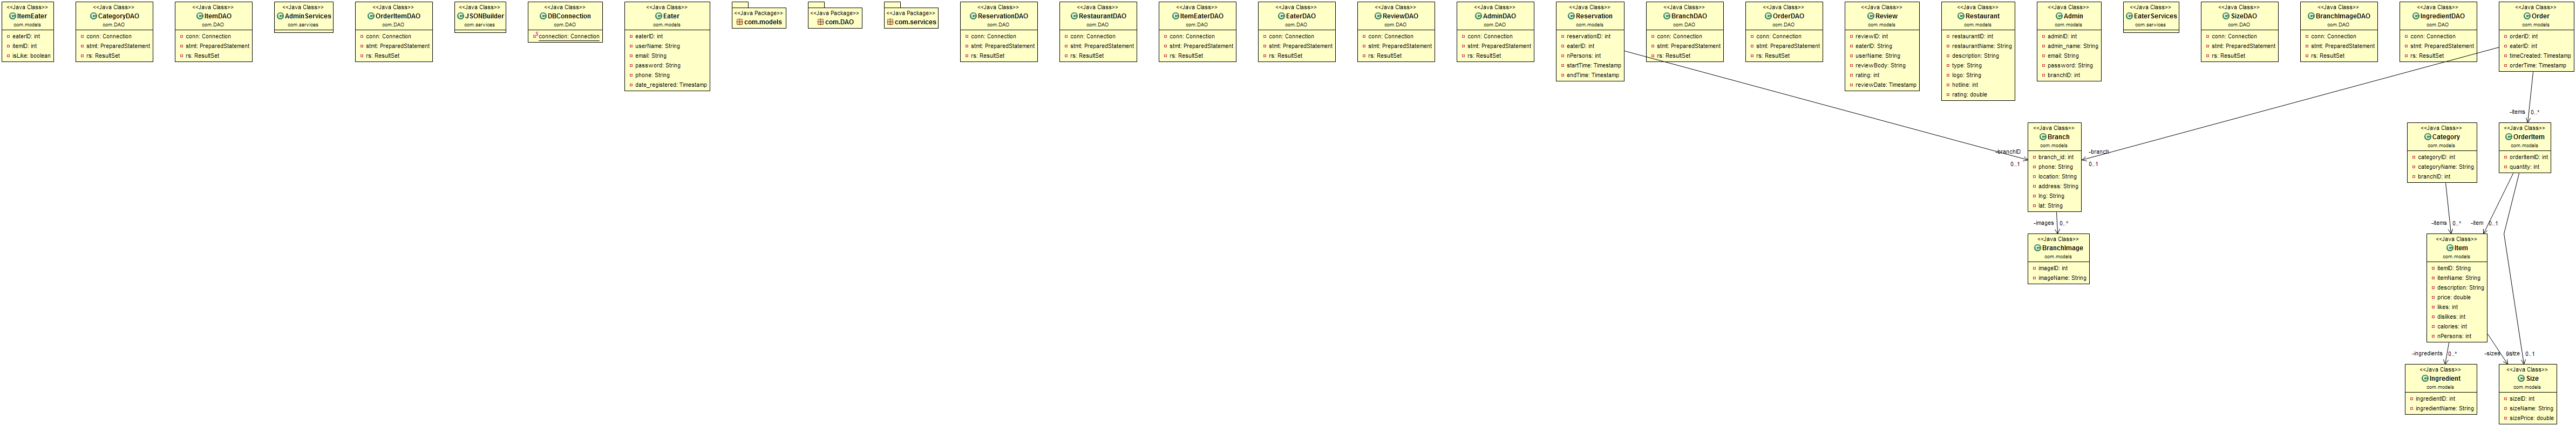 <<Java Class>>
ItemEater
com.models
eaterID: int
itemID: int
isLike: boolean
<<Java Class>>
CategoryDAO
com.DAO
conn: Connection
stmt: PreparedStatement
rs: ResultSet
<<Java Class>>
ItemDAO
com.DAO
conn: Connection
stmt: PreparedStatement
rs: ResultSet
<<Java Class>>
AdminServices
com.services
<<Java Class>>
OrderItemDAO
com.DAO
conn: Connection
stmt: PreparedStatement
rs: ResultSet
<<Java Class>>
JSONBuilder
com.services
<<Java Class>>
DBConnection
com.DAO
connection: Connection
<<Java Class>>
Eater
com.models
eaterID: int
userName: String
email: String
password: String
phone: String
date_registered: Timestamp
<<Java Package>>
com.models
<<Java Package>>
com.DAO
<<Java Package>>
com.services
<<Java Class>>
ReservationDAO
com.DAO
conn: Connection
stmt: PreparedStatement
rs: ResultSet
<<Java Class>>
RestaurantDAO
com.DAO
conn: Connection
stmt: PreparedStatement
rs: ResultSet
<<Java Class>>
ItemEaterDAO
com.DAO
conn: Connection
stmt: PreparedStatement
rs: ResultSet
<<Java Class>>
EaterDAO
com.DAO
conn: Connection
stmt: PreparedStatement
rs: ResultSet
<<Java Class>>
ReviewDAO
com.DAO
conn: Connection
stmt: PreparedStatement
rs: ResultSet
<<Java Class>>
AdminDAO
com.DAO
conn: Connection
stmt: PreparedStatement
rs: ResultSet
<<Java Class>>
Reservation
com.models
reservationID: int
eaterID: int
nPersons: int
startTime: Timestamp
endTime: Timestamp
<<Java Class>>
BranchDAO
com.DAO
conn: Connection
stmt: PreparedStatement
rs: ResultSet
<<Java Class>>
OrderDAO
com.DAO
conn: Connection
stmt: PreparedStatement
rs: ResultSet
<<Java Class>>
Review
com.models
reviewID: int
eaterID: String
userName: String
reviewBody: String
rating: int
reviewDate: Timestamp
<<Java Class>>
Restaurant
com.models
restaurantID: int
restaurantName: String
description: String
type: String
logo: String
hotline: int
rating: double
<<Java Class>>
Admin
com.models
adminID: int
admin_name: String
email: String
password: String
branchID: int
<<Java Class>>
EaterServices
com.services
<<Java Class>>
SizeDAO
com.DAO
conn: Connection
stmt: PreparedStatement
rs: ResultSet
<<Java Class>>
BranchImageDAO
com.DAO
conn: Connection
stmt: PreparedStatement
rs: ResultSet
<<Java Class>>
IngredientDAO
com.DAO
conn: Connection
stmt: PreparedStatement
rs: ResultSet
<<Java Class>>
Order
com.models
orderID: int
eaterID: int
timeCreated: Timestamp
orderTime: Timestamp
-items 0..*
-branchID
0..1
<<Java Class>>
Branch
com.models
branch_id: int
phone: String
location: String
address: String
lng: String
lat: String
-branch
0..1
<<Java Class>>
Category
com.models
categoryID: int
categoryName: String
branchID: int
<<Java Class>>
OrderItem
com.models
orderItemID: int
quantity: int
-images 0..*
-items 0..*
-item 0..1
<<Java Class>>
BranchImage
com.models
imageID: int
imageName: String
<<Java Class>>
Item
com.models
itemID: String
itemName: String
description: String
price: double
likes: int
dislikes: int
calories: int
nPersons: int
-ingredients 0..*
-sizes
0..1
<<Java Class>>
Ingredient
com.models
ingredientID: int
ingredientName: String
<<Java Class>>
Size
com.models
sizeID: int
sizeName: String
sizePrice: double